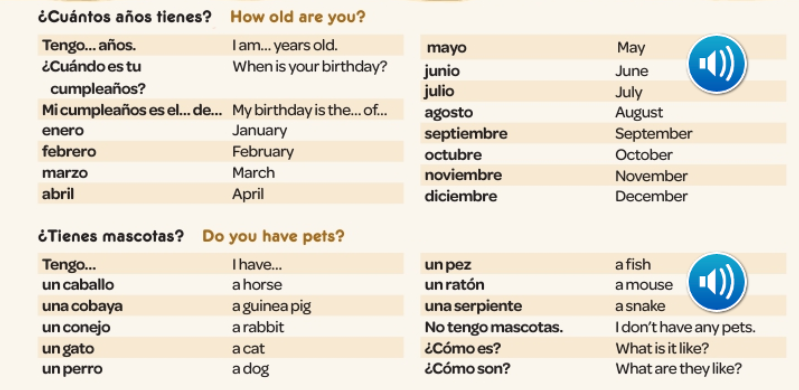 ¿Cuántos años tienes? How old are you?
Tengo... años. I am... years old.
¿Cuándo es tu When is your birthday?
cumpleaños?
Mi cumpleaños es el... de... My birthday is the... of...
enero January
febrero February
marzo March
abril April
mayo May
junio June
julio July
agosto August
septiembre September
octubre October
noviembre November
diciembre December
¿Tienes mascotas? Do you have pets?
Tengo... I have...
un caballo a horse
una cobaya a guinea pig
un conejo a rabbit
un gato a cat
un perro a dog
un pez a fish
un ratón a mouse
una serpiente a snake
No tengo mascotas. I don't have any pets.
¿Cómo es? What is it like?
¿Cómo son? What are they like?